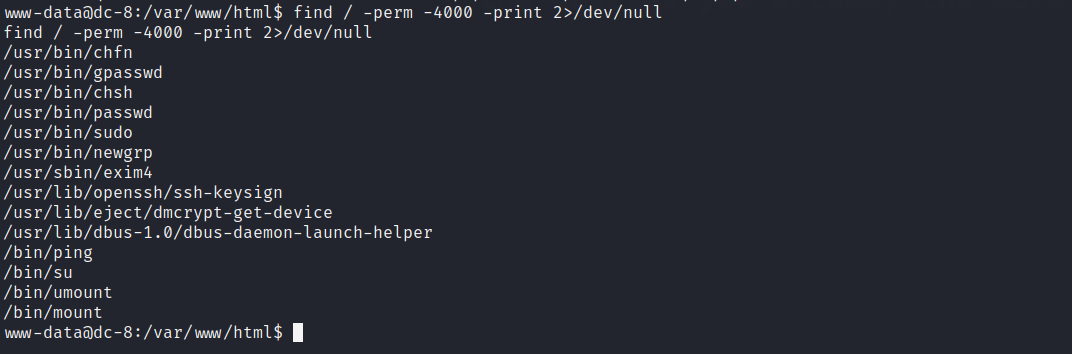 www-data@dc-8:/var/www/html$ find / -perm -4000 -print 2>/dev/null
find / -perm -4000 -print 2>/dev/null
/usr/bin/chfn
/usr/bin/gpasswd
/usr/bin/chsh
/usr/bin/passwd
/usr/bin/sudo
/usr/bin/newgrp
/usr/sbin/exim4
/usr/lib/openssh/ssh-keysign
/usr/lib/eject/dmcrypt-get-device
/usr/lib/dbus-1.0/dbus-daemon-launch-helper
/bin/ping
/bin/su
/bin/umount
/bin/mount
www-data@dc-8:/var/www/html$